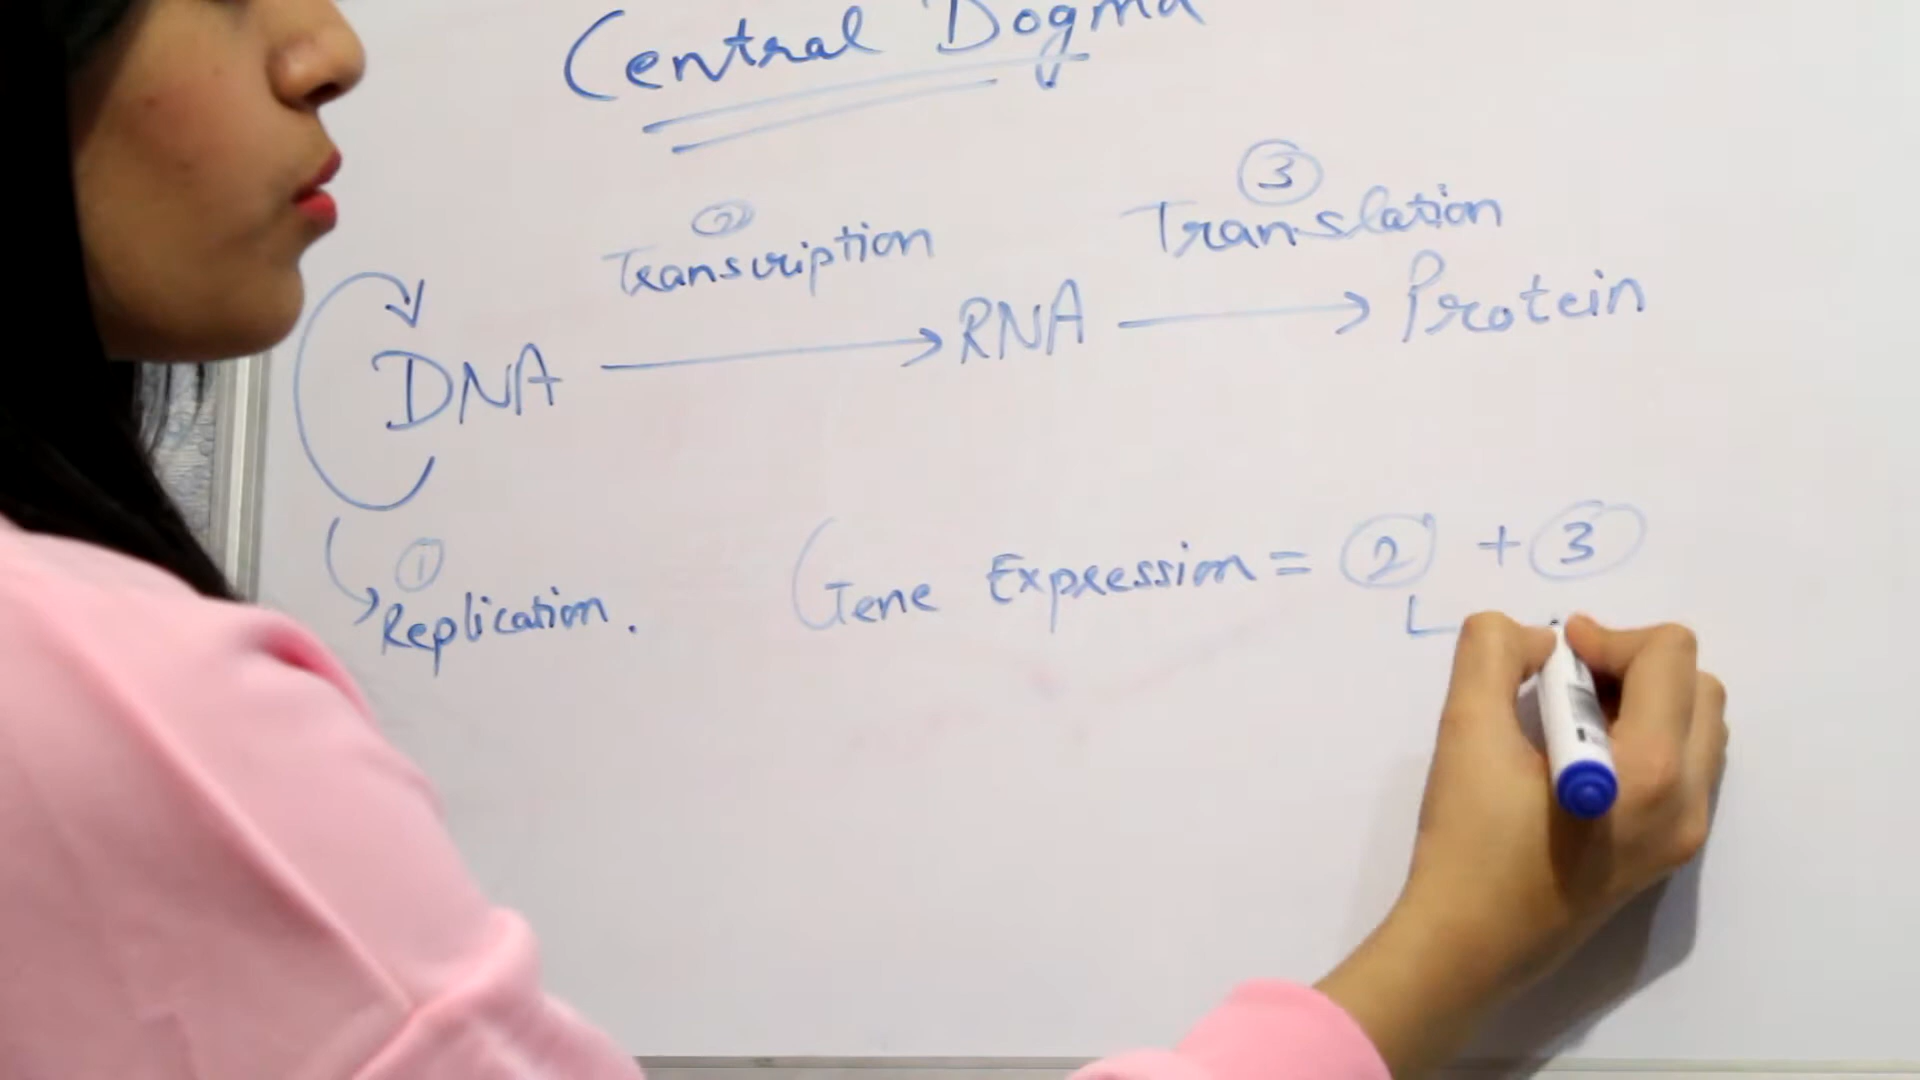 Central Dogma
② Transcription
③ Translation
DNA → RNA → Protein
① Replication.
Gene Expression = ② + ③